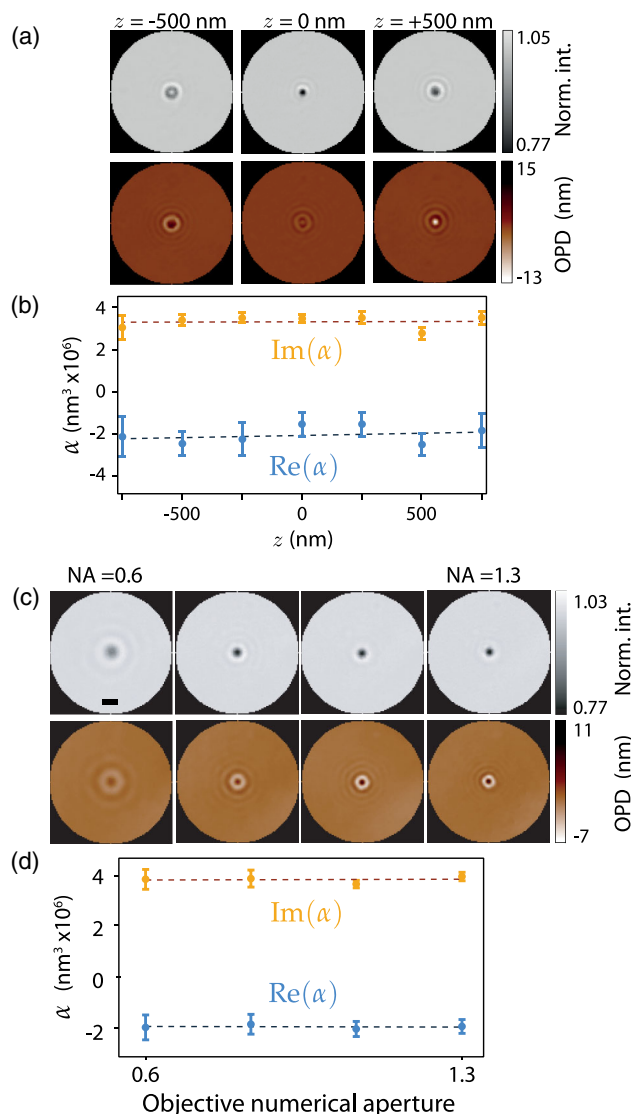 (a)
z = -500 nm z = 0 nm z = +500 nm
1.05
Norm. int.
0.77
15
OPD (nm)
-13
(b)
4
2
0
-2
-4
α (nm³ x10⁶)
Im(α)
Re(α)
-500 0 500
z (nm)
(c)
NA =0.6 NA =1.3
1.03
Norm. int.
0.77
11
OPD (nm)
-7
(d)
4
2
0
-2
α (nm³ x10⁶)
Im(α)
Re(α)
0.6 1.3
Objective numerical aperture